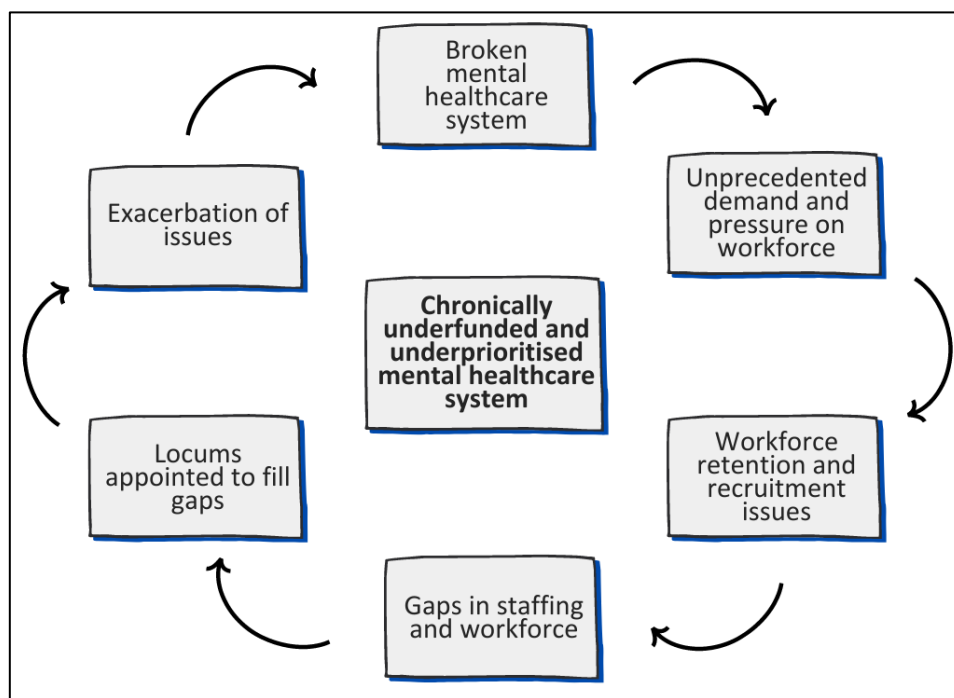 Broken
mental
healthcare
system
Unprecedented
demand and
pressure on
workforce
Workforce
retention and
recruitment
issues
Gaps in staffing
and workforce
Locums
appointed to fill
gaps
Exacerbation of
issues
Chronically
underfunded and
underprioritised
mental healthcare
system